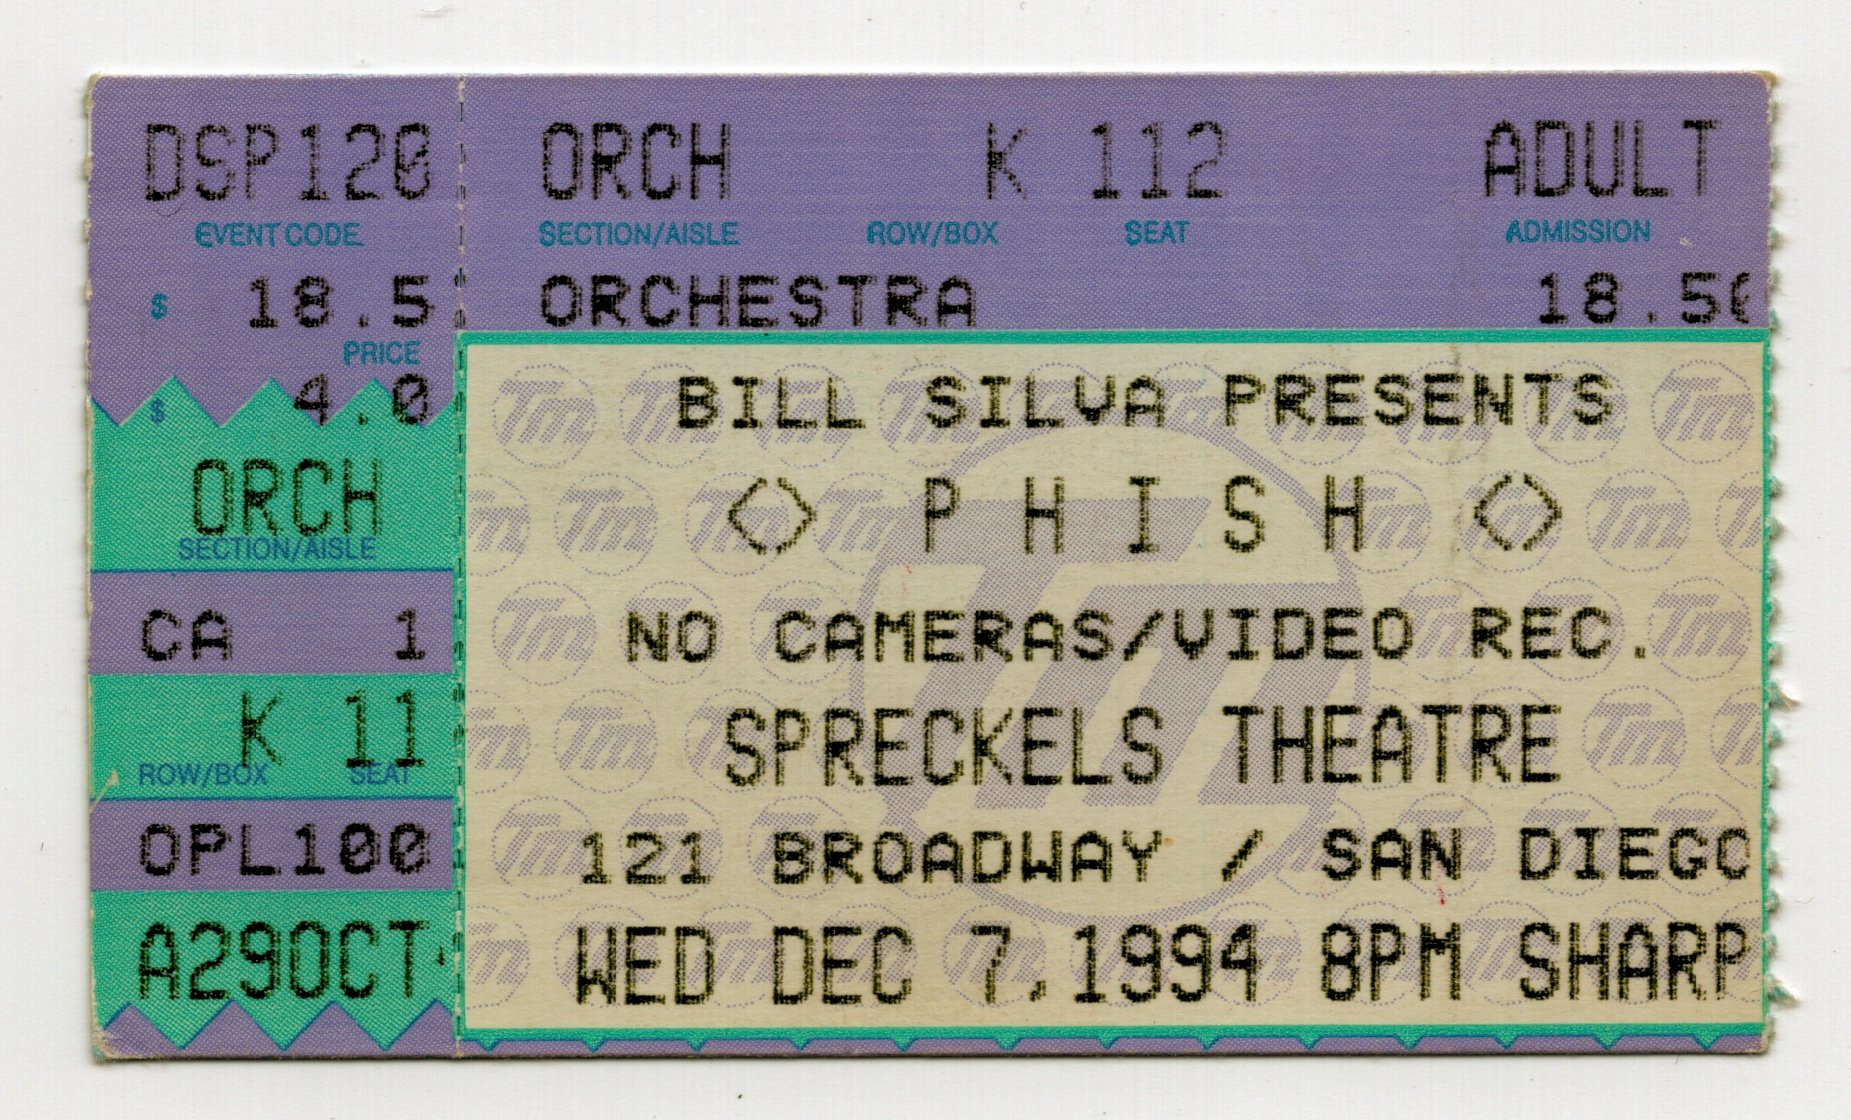 DSP120
EVENT CODE
$ 18.5
PRICE
$ 4.0
ORCH
SECTION/AISLE
CA 1
K 11
ROW/BOX SEAT
OPL100
A29OCT
ORCH K 112 ADULT
SECTION/AISLE ROW/BOX SEAT ADMISSION
ORCHESTRA 18.50
BILL SILVA PRESENTS
<> P H I S H <>
NO CAMERAS/VIDEO REC.
SPRECKELS THEATRE
121 BROADWAY / SAN DIEGO
WED DEC 7,1994 8PM SHARP